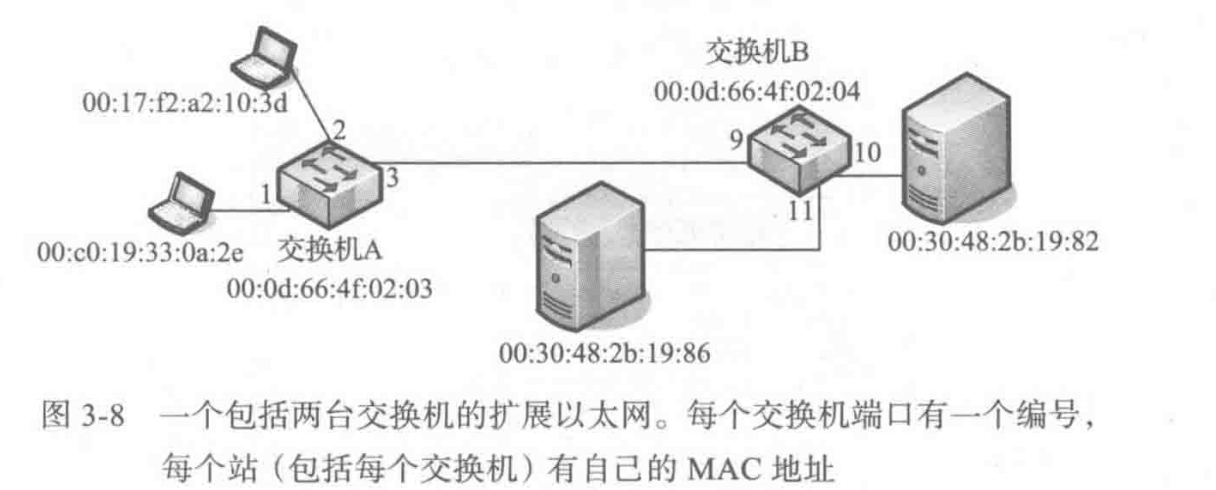 交换机B
00:0d:66:4f:02:04
00:17:f2:a2:10:3d
2
9
10
3
1
11
00:c0:19:33:0a:2e
交换机A
00:0d:66:4f:02:03
00:30:48:2b:19:82
00:30:48:2b:19:86
图 3-8 一个包括两台交换机的扩展以太网。每个交换机端口有一个编号，
每个站（包括每个交换机）有自己的 MAC 地址